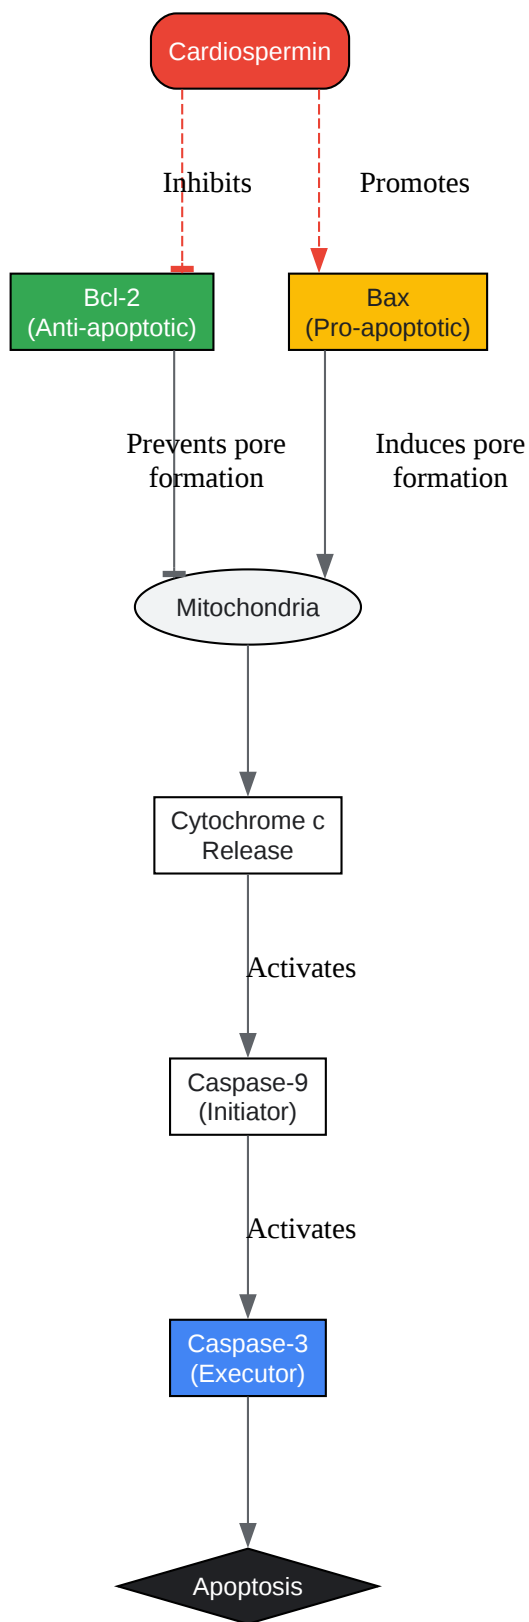 Cardiospermin
Inhibits
Promotes
Bcl-2
(Anti-apoptotic)
Bax
(Pro-apoptotic)
Prevents pore
formation
Induces pore
formation
Mitochondria
Cytochrome c
Release
Activates
Caspase-9
(Initiator)
Activates
Caspase-3
(Executor)
Apoptosis